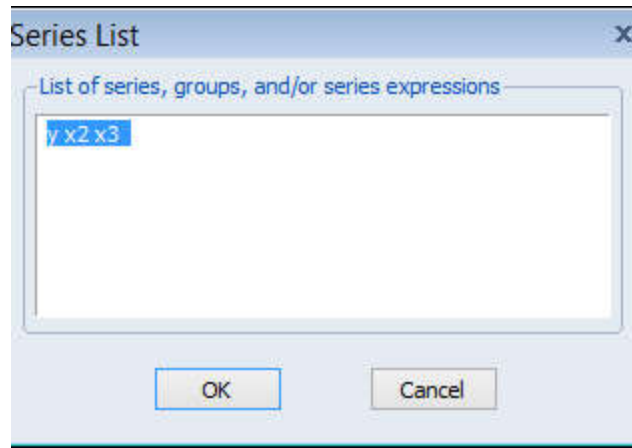 Series List
x
List of series, groups, and/or series expressions
y x2 x3
OK
Cancel